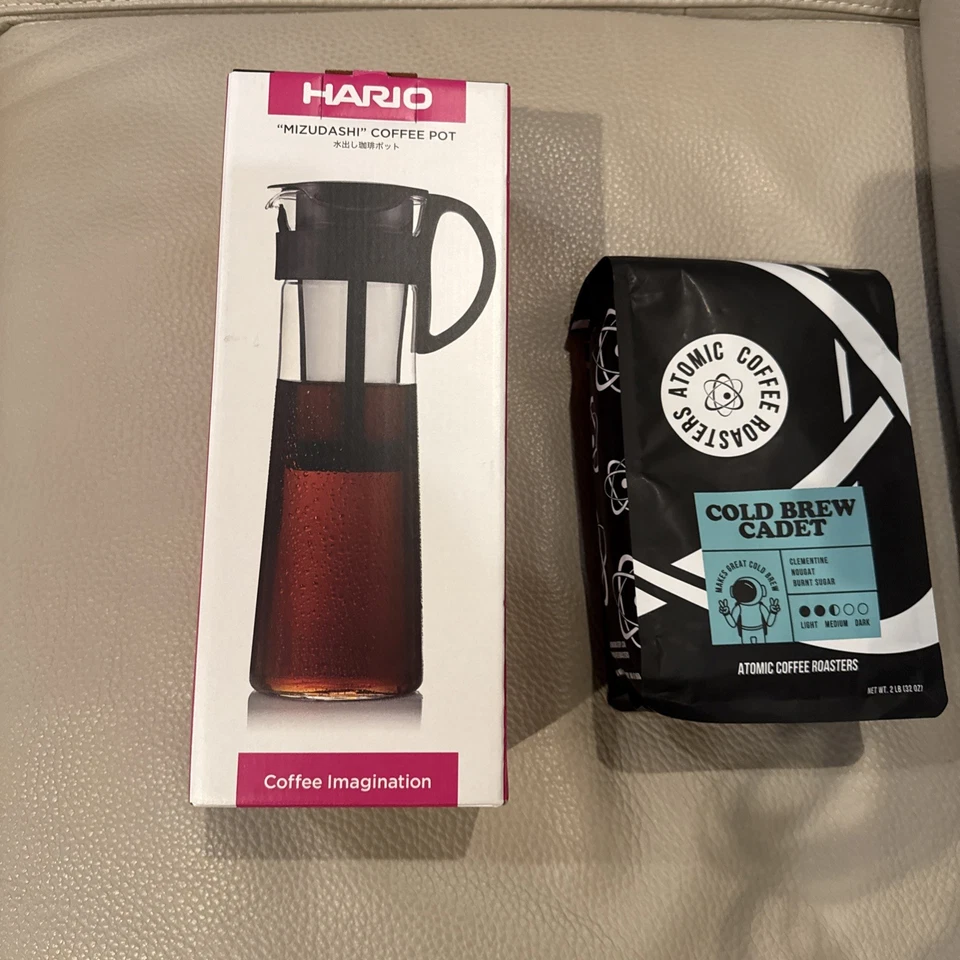 HARIO
"MIZUDASHI" COFFEE POT
水出し珈琲ポット
Coffee Imagination
ATOMIC COFFEE ROASTERS
COLD BREW
CADET
MAKES GREAT COLD BREW
CLEMENTINE
NOUGAT
BURNT SUGAR
LIGHT MEDIUM DARK
ATOMIC COFFEE ROASTERS
NET WT. 2 LB (32 OZ)